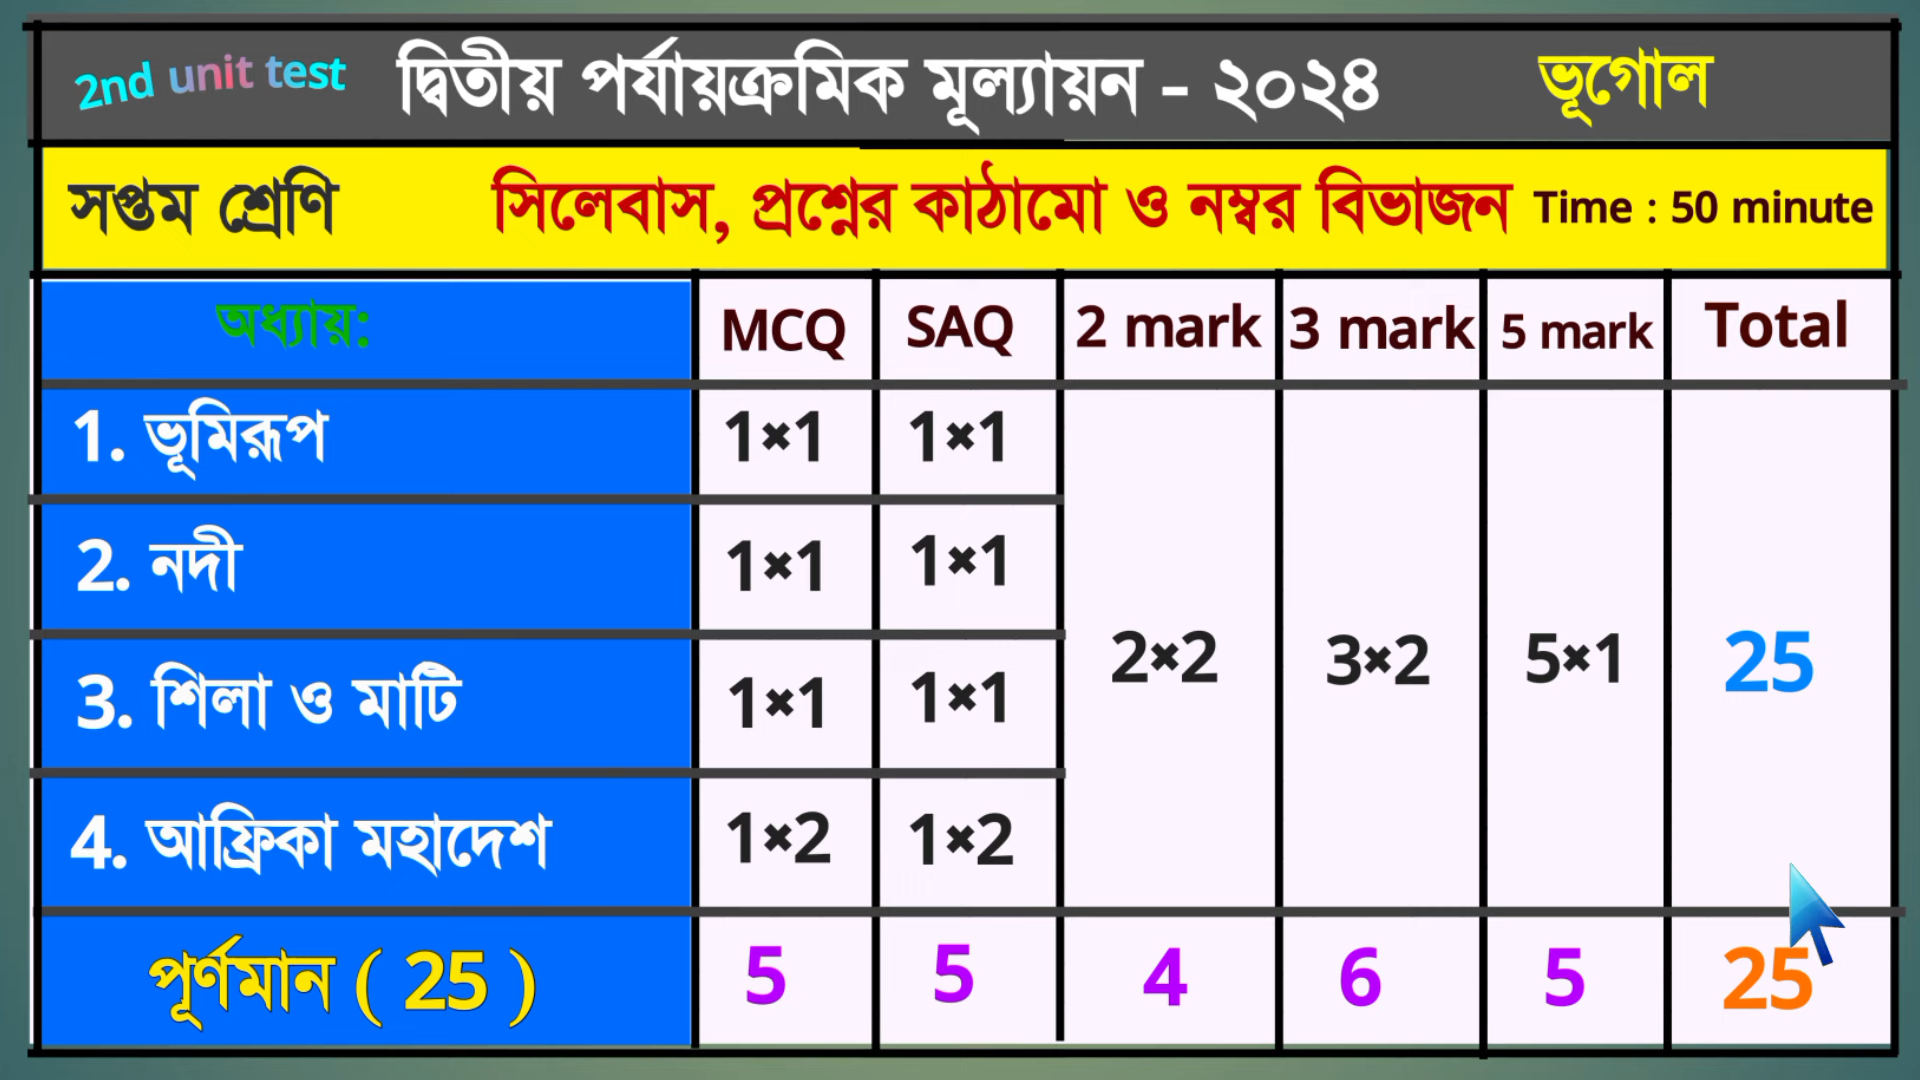 2nd unit test দ্বিতীয় পর্যায়ক্রমিক মূল্যায়ন - ২০২৪ ভূগোল
সপ্তম শ্রেণি সিলেবাস, প্রশ্নের কাঠামো ও নম্বর বিভাজন Time : 50 minute
অধ্যায়: MCQ SAQ 2 mark 3 mark 5 mark Total
1. ভূমিরূপ 1×1 1×1
2. নদী 1×1 1×1
2×2 3×2 5×1 25
3. শিলা ও মাটি 1×1 1×1
4. আফ্রিকা মহাদেশ 1×2 1×2
পূর্ণমান ( 25 ) 5 5 4 6 5 25